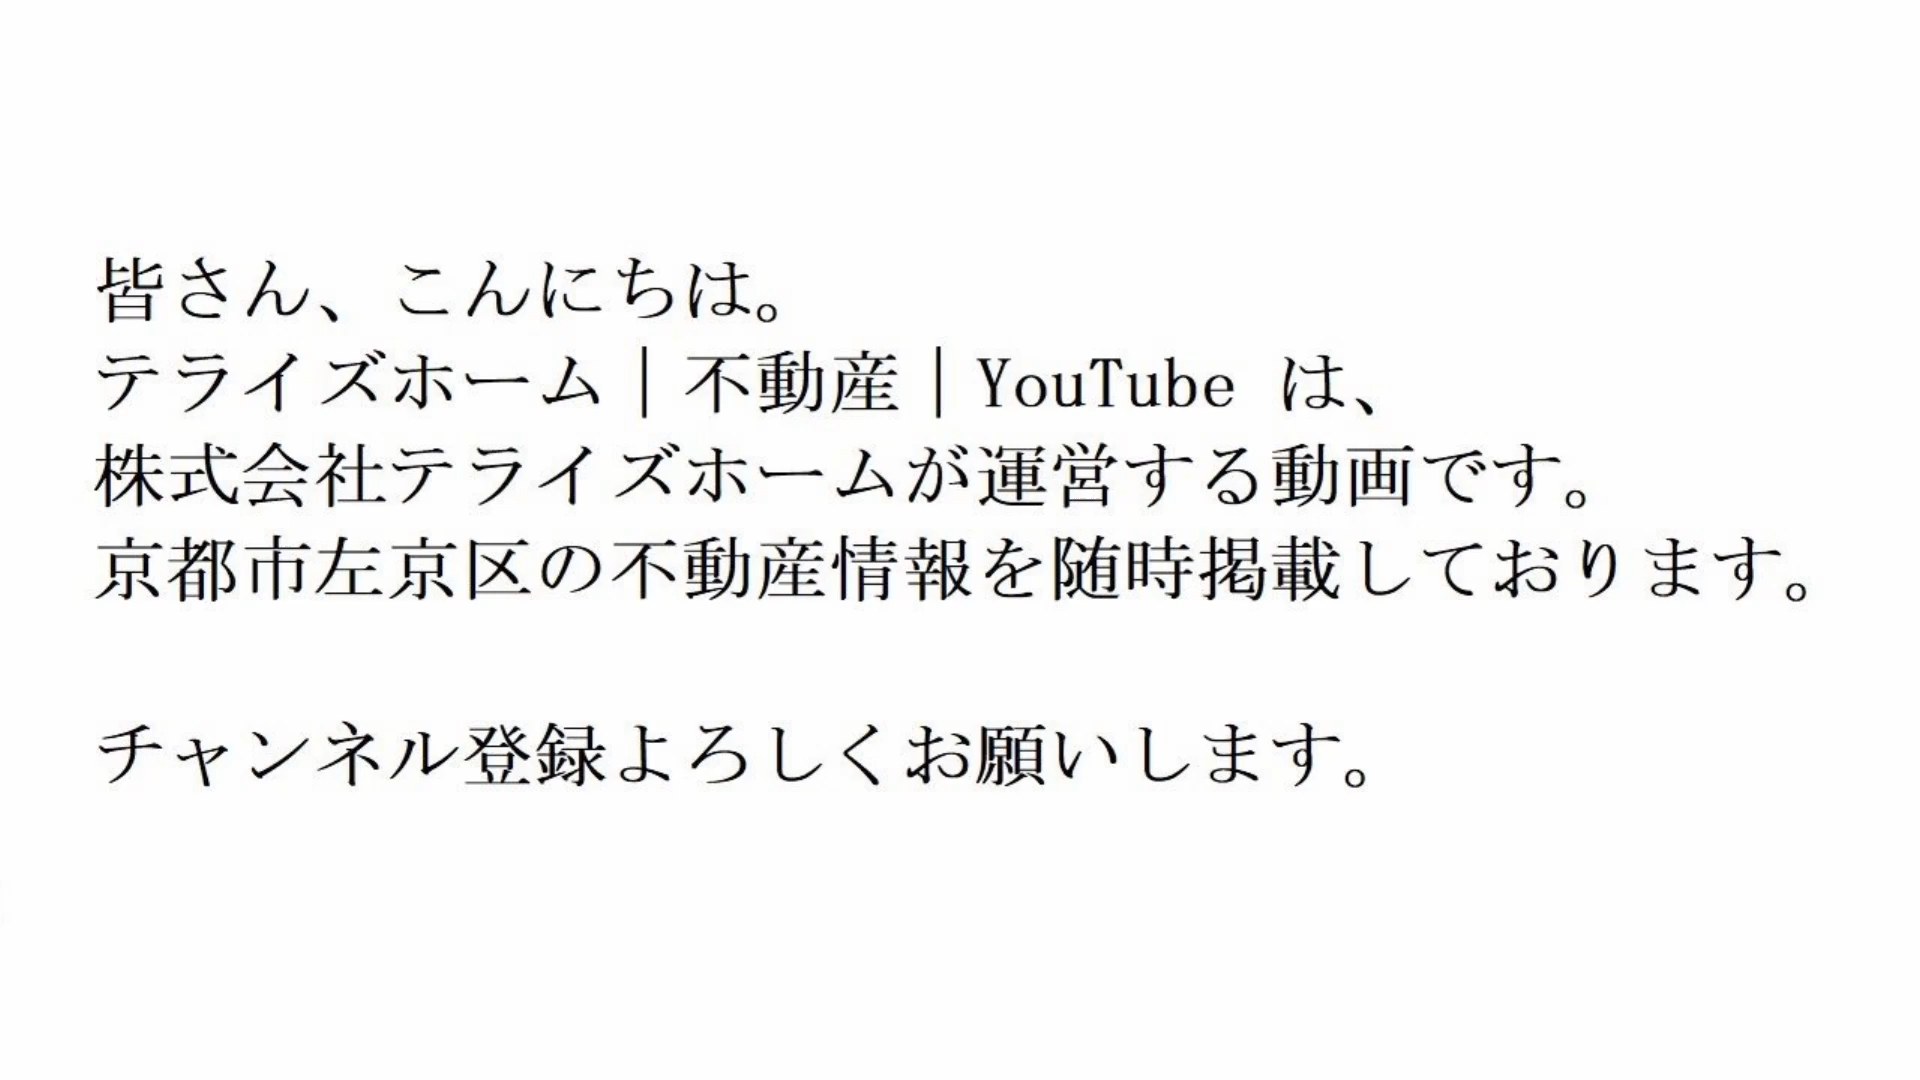 皆さん、こんにちは。
テライズホーム｜不動産｜YouTube は、
株式会社テライズホームが運営する動画です。
京都市左京区の不動産情報を随時掲載しております。
チャンネル登録よろしくお願いします。